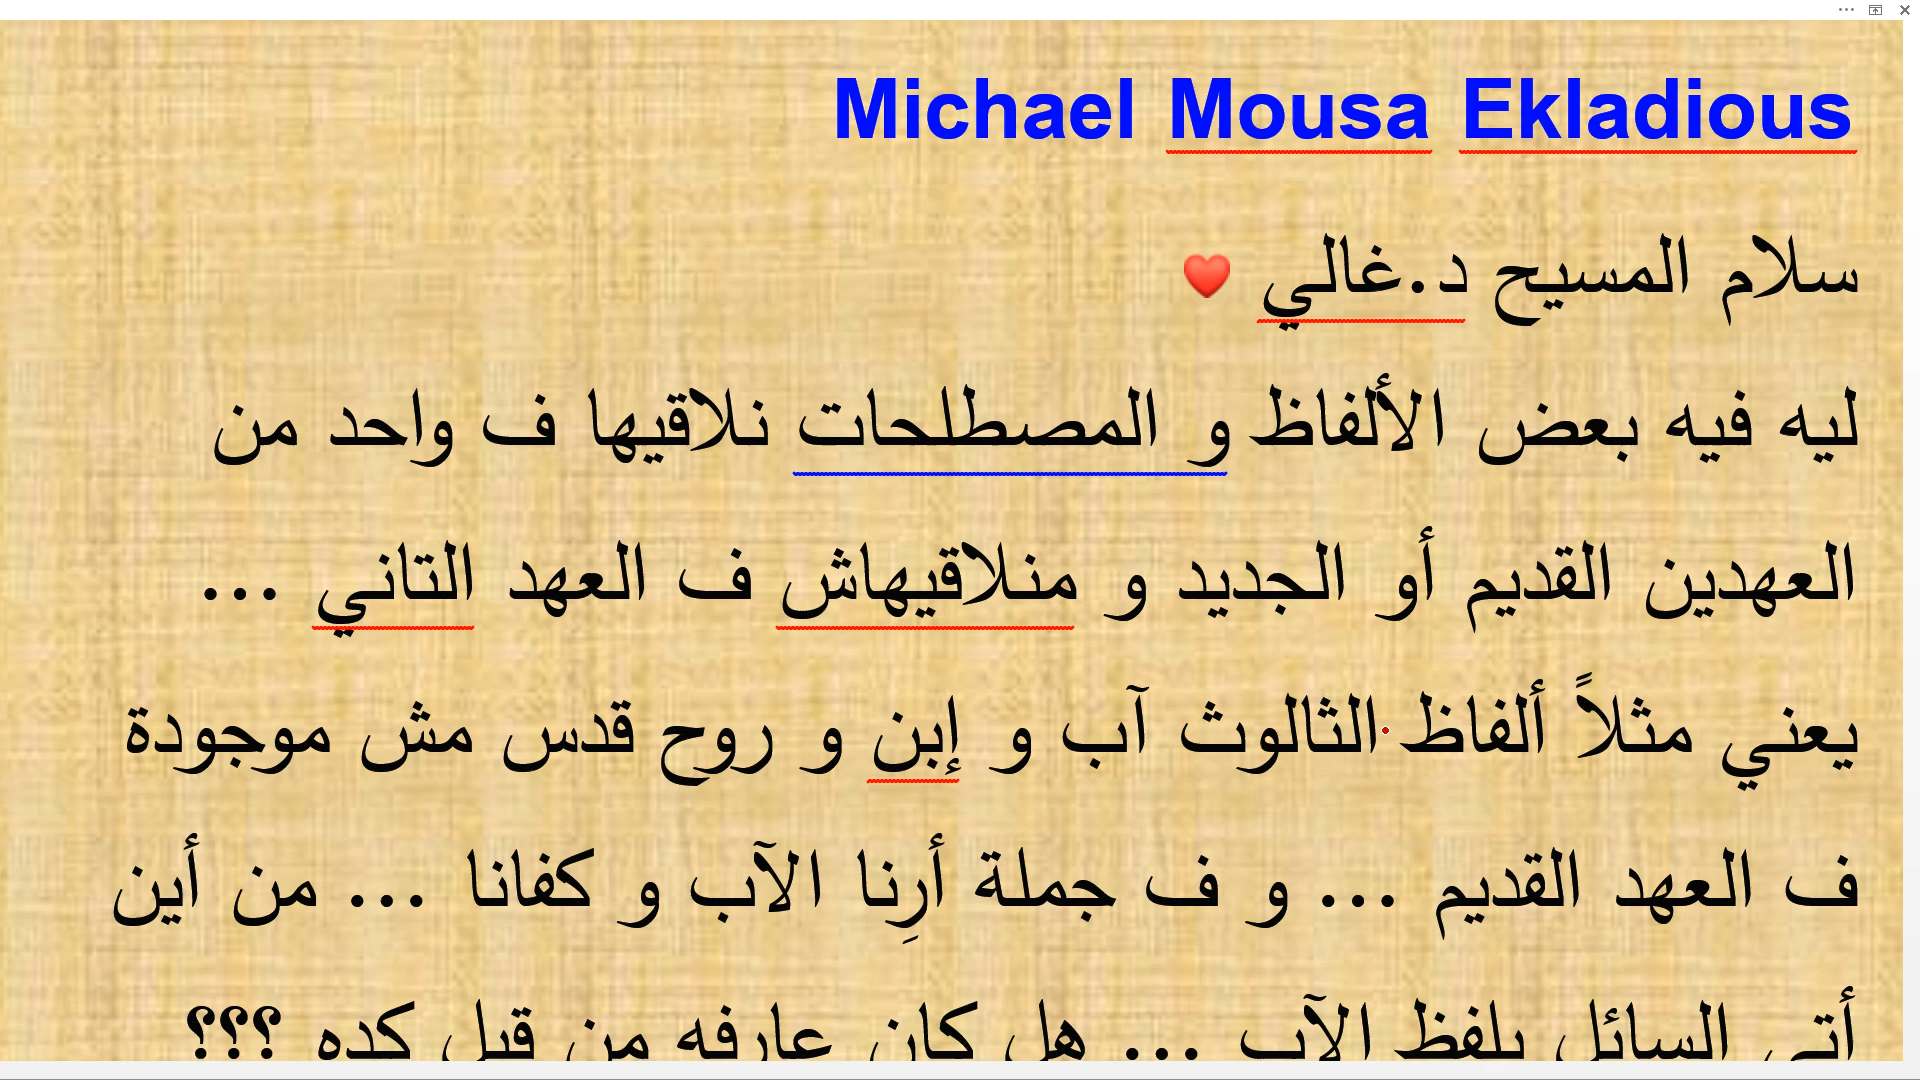 Michael Mousa Ekladious
سلام المسيح د.غالي ❤️
ليه فيه بعض الألفاظ و المصطلحات نلاقيها ف واحد من
العهدين القديم أو الجديد و منلاقيهاش ف العهد التاني ...
يعني مثلاً ألفاظ الثالوث آب و إبن و روح قدس مش موجودة
ف العهد القديم ... و ف جملة أرِنا الآب و كفانا ... من أين
أتى السائل بلفظ الآب ... هل كان عارفه من قبل كده ؟؟؟